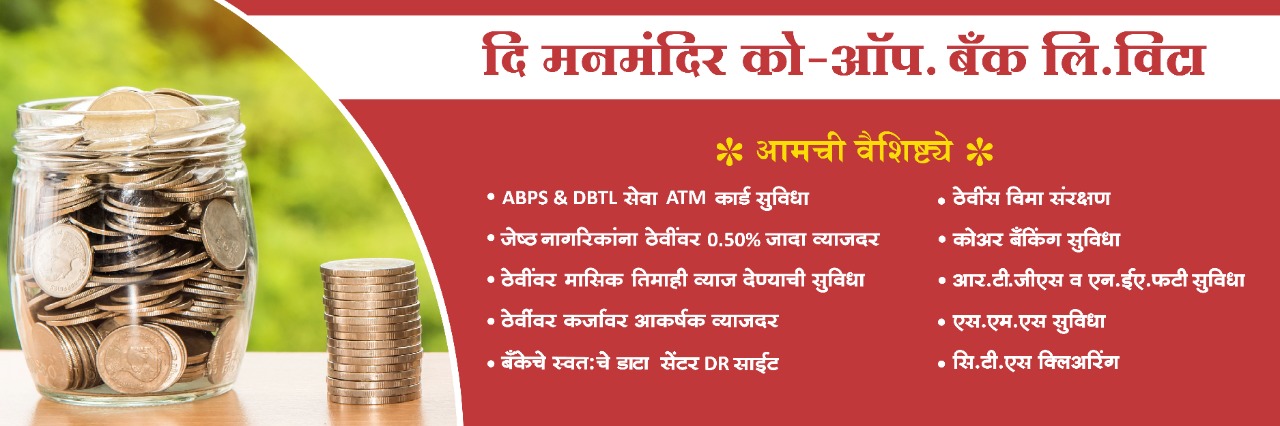 दि मनमंदिर को-ऑप. बँक लि.विटा
✽ आमची वैशिष्ट्ये ✽
• ABPS & DBTL सेवा ATM कार्ड सुविधा
• जेष्ठ नागरिकांना ठेवींवर 0.50% जादा व्याजदर
• ठेवींवर मासिक तिमाही व्याज देण्याची सुविधा
• ठेवींवर कर्जावर आकर्षक व्याजदर
• बँकेचे स्वतः:चे डाटा सेंटर DR साईट
• ठेवींस विमा संरक्षण
• कोअर बँकिंग सुविधा
• आर.टी.जीएस व एन.ईए.फटी सुविधा
• एस.एम.एस सुविधा
• सि.टी.एस क्लिअरिंग